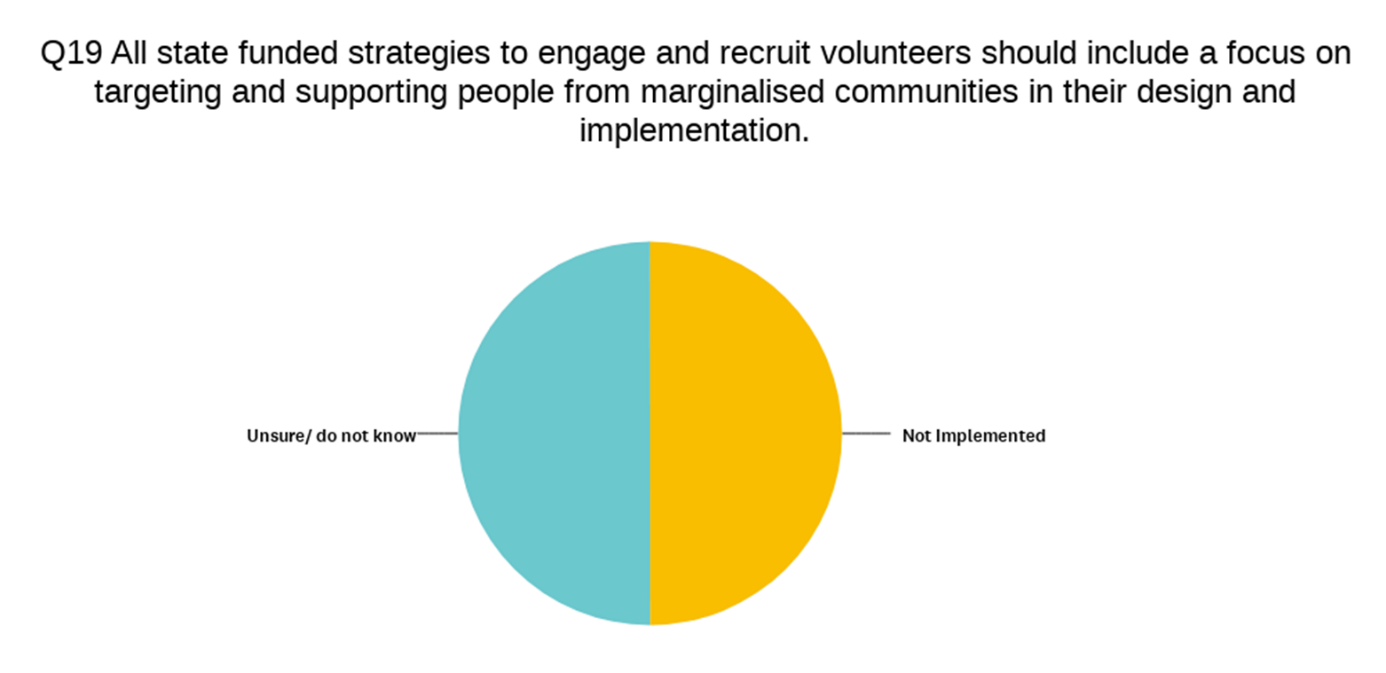 Q19 All state funded strategies to engage and recruit volunteers should include a focus on
targeting and supporting people from marginalised communities in their design and
implementation.
Unsure/ do not know
Not Implemented